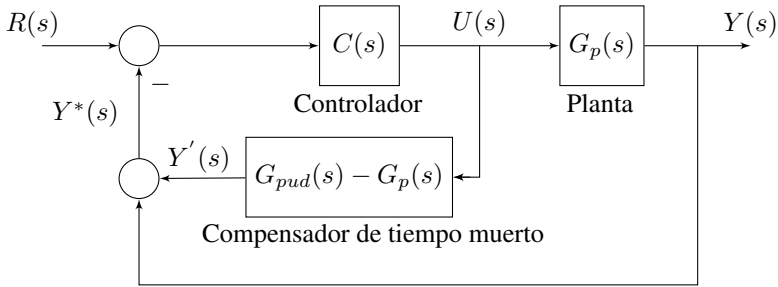 R(s)
C(s)
U(s)
G_p(s)
Y(s)
−
Controlador
Planta
Y*(s)
Y'(s)
G_{pud}(s) − G_p(s)
Compensador de tiempo muerto